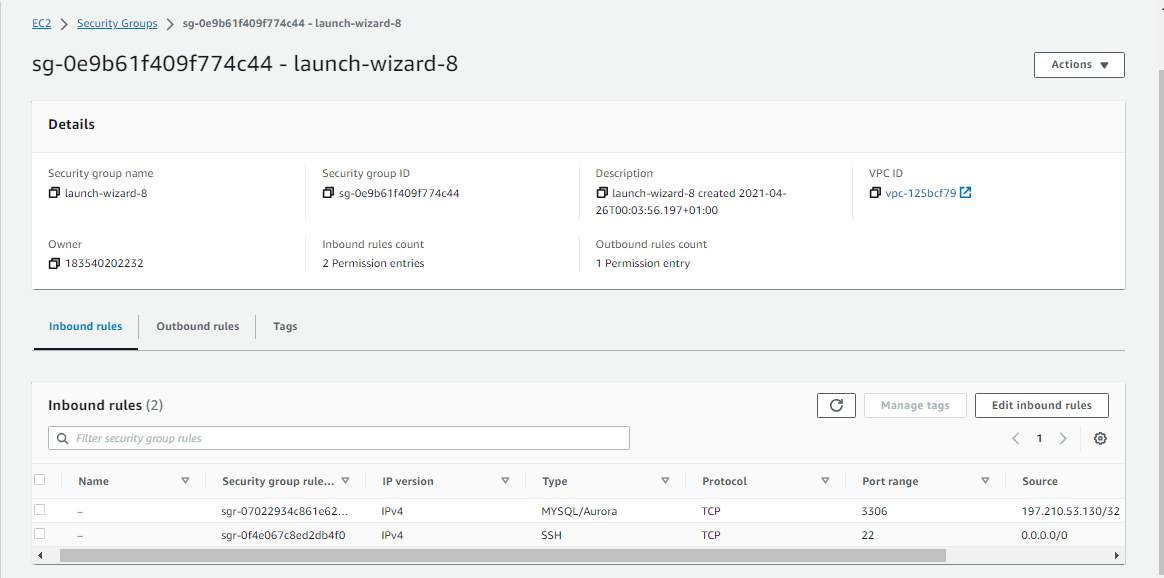 EC2 > Security Groups > sg-0e9b61f409f774c44 - launch-wizard-8
sg-0e9b61f409f774c44 - launch-wizard-8
Actions
Details
Security group name
launch-wizard-8
Security group ID
sg-0e9b61f409f774c44
Description
launch-wizard-8 created 2021-04-
26T00:03:56.197+01:00
VPC ID
vpc-125bcf79
Owner
183540202232
Inbound rules count
2 Permission entries
Outbound rules count
1 Permission entry
Inbound rules Outbound rules Tags
Inbound rules (2)
Manage tags Edit inbound rules
Filter security group rules
1
Name Security group rule... IP version Type Protocol Port range Source
– sgr-07022934c861e62... IPv4 MYSQL/Aurora TCP 3306 197.210.53.130/32
– sgr-0f4e067c8ed2db4f0 IPv4 SSH TCP 22 0.0.0.0/0